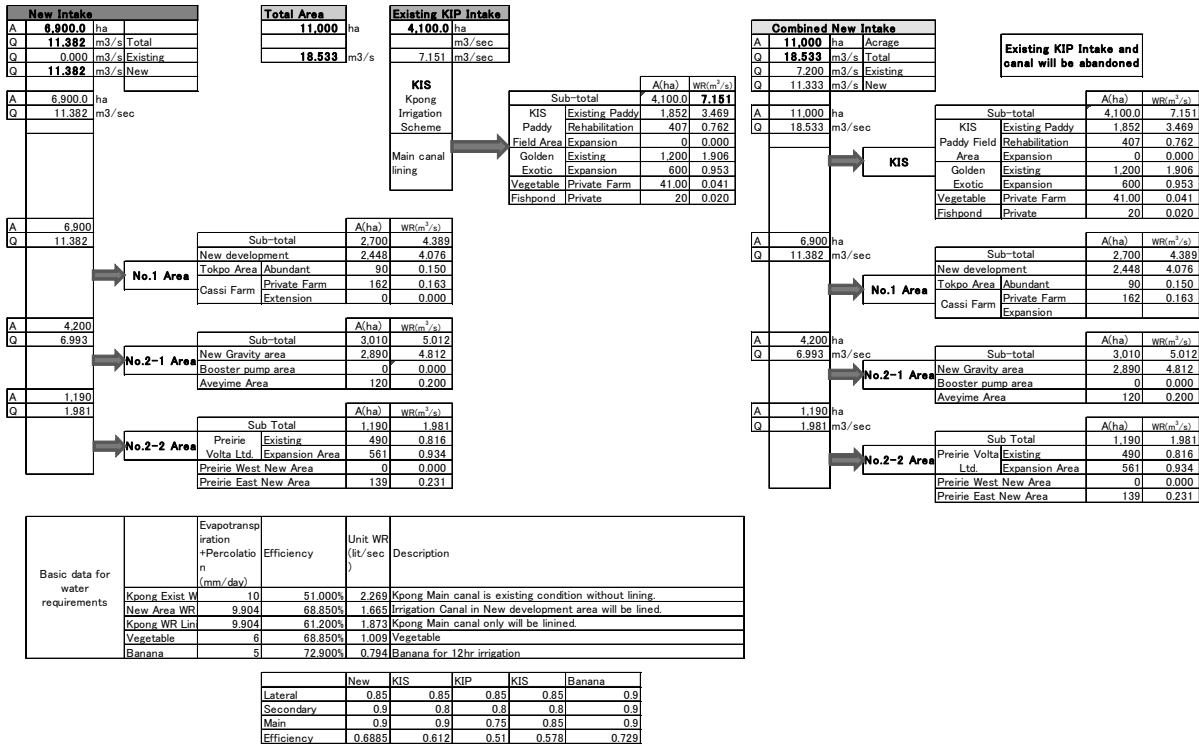 New Intake
A 6,900.0 ha
Q 11.382 m3/s Total
Q 0.000 m3/s Existing
Q 11.382 m3/s New
A 6,900.0 ha
Q 11.382 m3/sec
A 6,900
Q 11.382
A 4,200
Q 6.993
A 1,190
Q 1.981
Total Area
11,000 ha
18.533 m3/s
Existing KIP Intake
4,100.0 ha
m3/sec
7.151 m3/sec
KIS
Kpong
Irrigation
Scheme
Main canal
lining
A(ha) WR(m³/s)
Sub-total 4,100.0 7.151
KIS Existing Paddy 1,852 3.469
Paddy Rehabilitation 407 0.762
Field Area Expansion 0 0.000
Golden Existing 1,200 1.906
Exotic Expansion 600 0.953
Vegetable Private Farm 41.00 0.041
Fishpond Private 20 0.020
No.1 Area
A(ha) WR(m³/s)
Sub-total 2,700 4.389
New development 2,448 4.076
Tokpo Area Abundant 90 0.150
Cassi Farm Private Farm 162 0.163
Extension 0 0.000
No.2-1 Area
A(ha) WR(m³/s)
Sub-total 3,010 5.012
New Gravity area 2,890 4.812
Booster pump area 0 0.000
Aveyime Area 120 0.200
No.2-2 Area
A(ha) WR(m³/s)
Sub Total 1,190 1.981
Preirie Existing 490 0.816
Volta Ltd. Expansion Area 561 0.934
Preirie West New Area 0 0.000
Preirie East New Area 139 0.231
Combined New Intake
A 11,000 ha Acrage
Q 18.533 m3/s Total
Q 7.200 m3/s Existing
Q 11.333 m3/s New
Existing KIP Intake and
canal will be abandoned
A 11,000 ha
Q 18.533 m3/sec
A 6,900 ha
Q 11.382 m3/sec
A 4,200 ha
Q 6.993 m3/sec
A 1,190 ha
Q 1.981 m3/sec
KIS
A(ha) WR(m³/s)
Sub-total 4,100.0 7.151
KIS Existing Paddy 1,852 3.469
Paddy Field Rehabilitation 407 0.762
Area Expansion 0 0.000
Golden Existing 1,200 1.906
Exotic Expansion 600 0.953
Vegetable Private Farm 41.00 0.041
Fishpond Private 20 0.020
No.1 Area
A(ha) WR(m³/s)
Sub-total 2,700 4.389
New development 2,448 4.076
Tokpo Area Abundant 90 0.150
Cassi Farm Private Farm 162 0.163
Expansion
No.2-1 Area
A(ha) WR(m³/s)
Sub-total 3,010 5.012
New Gravity area 2,890 4.812
Booster pump area 0 0.000
Aveyime Area 120 0.200
No.2-2 Area
A(ha) WR(m³/s)
Sub Total 1,190 1.981
Preirie Volta Existing 490 0.816
Ltd. Expansion Area 561 0.934
Preirie West New Area 0 0.000
Preirie East New Area 139 0.231
Basic data for
water
requirements
Evapotransp
iration
+Percolatio
n
(mm/day)
Efficiency
Unit WR
(lit/sec
)
Description
Kpong Exist W 10 51.000% 2.269 Kpong Main canal is existing condition without lining.
New Area WR 9.904 68.850% 1.665 Irrigation Canal in New development area will be lined.
Kpong WR Lini 9.904 61.200% 1.873 Kpong Main canal only will be linined.
Vegetable 6 68.850% 1.009 Vegetable
Banana 5 72.900% 0.794 Banana for 12hr irrigation
New KIS KIP KIS Banana
Lateral 0.85 0.85 0.85 0.85 0.9
Secondary 0.9 0.8 0.8 0.8 0.9
Main 0.9 0.9 0.75 0.85 0.9
Efficiency 0.6885 0.612 0.51 0.578 0.729